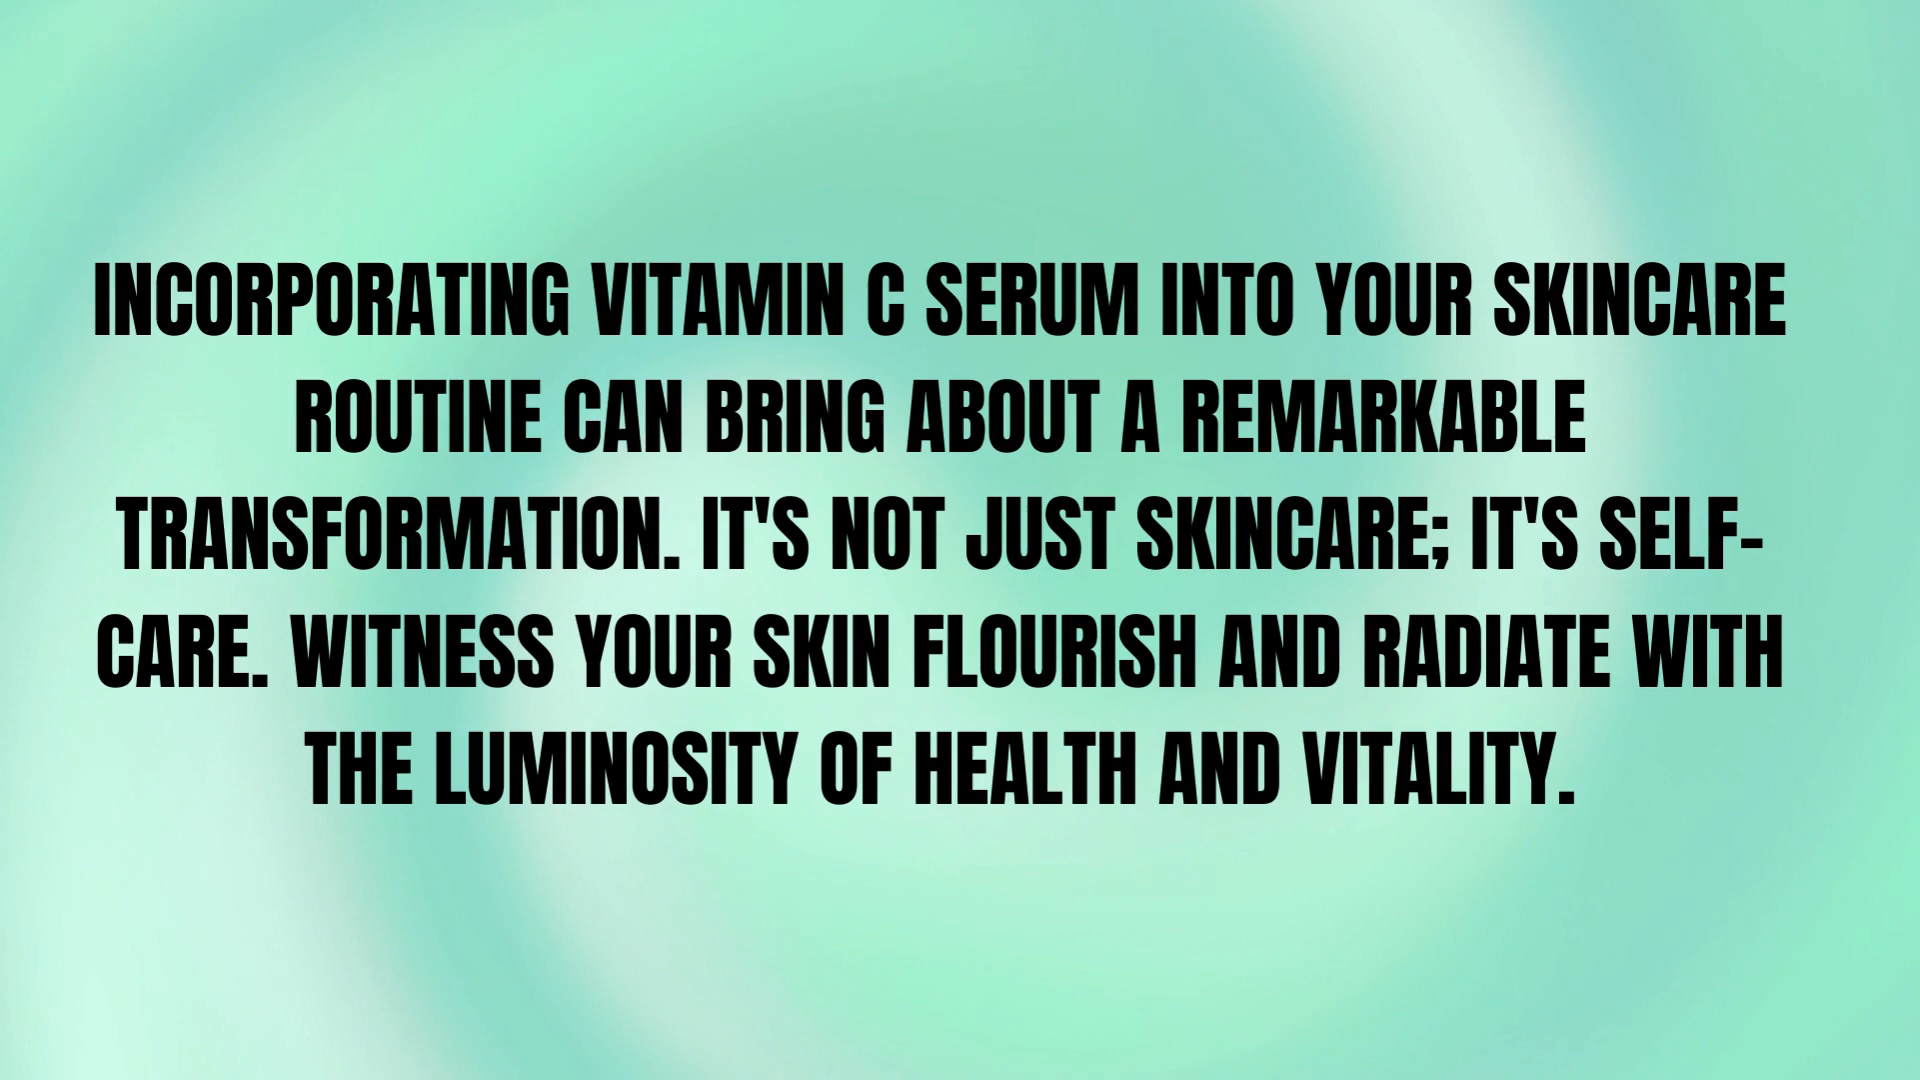 INCORPORATING VITAMIN C SERUM INTO YOUR SKINCARE
ROUTINE CAN BRING ABOUT A REMARKABLE
TRANSFORMATION. IT'S NOT JUST SKINCARE; IT'S SELF-
CARE. WITNESS YOUR SKIN FLOURISH AND RADIATE WITH
THE LUMINOSITY OF HEALTH AND VITALITY.